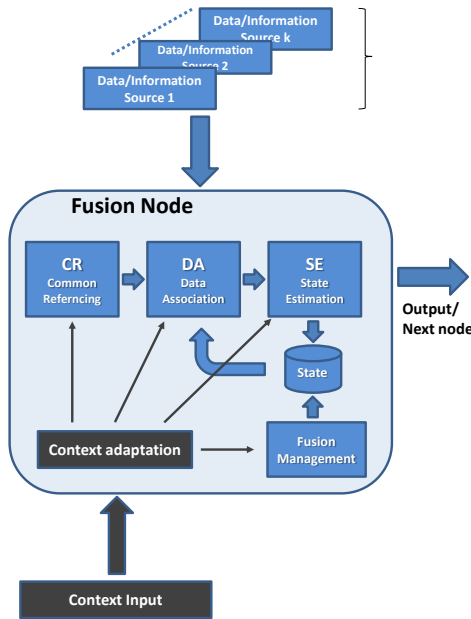 Data/Information
Source k
Data/Information
Source 2
Data/Information
Source 1
Fusion Node
CR
Common
Referncing
DA
Data
Association
SE
State
Estimation
Output/
Next node
State
Context adaptation
Fusion
Management
Context Input